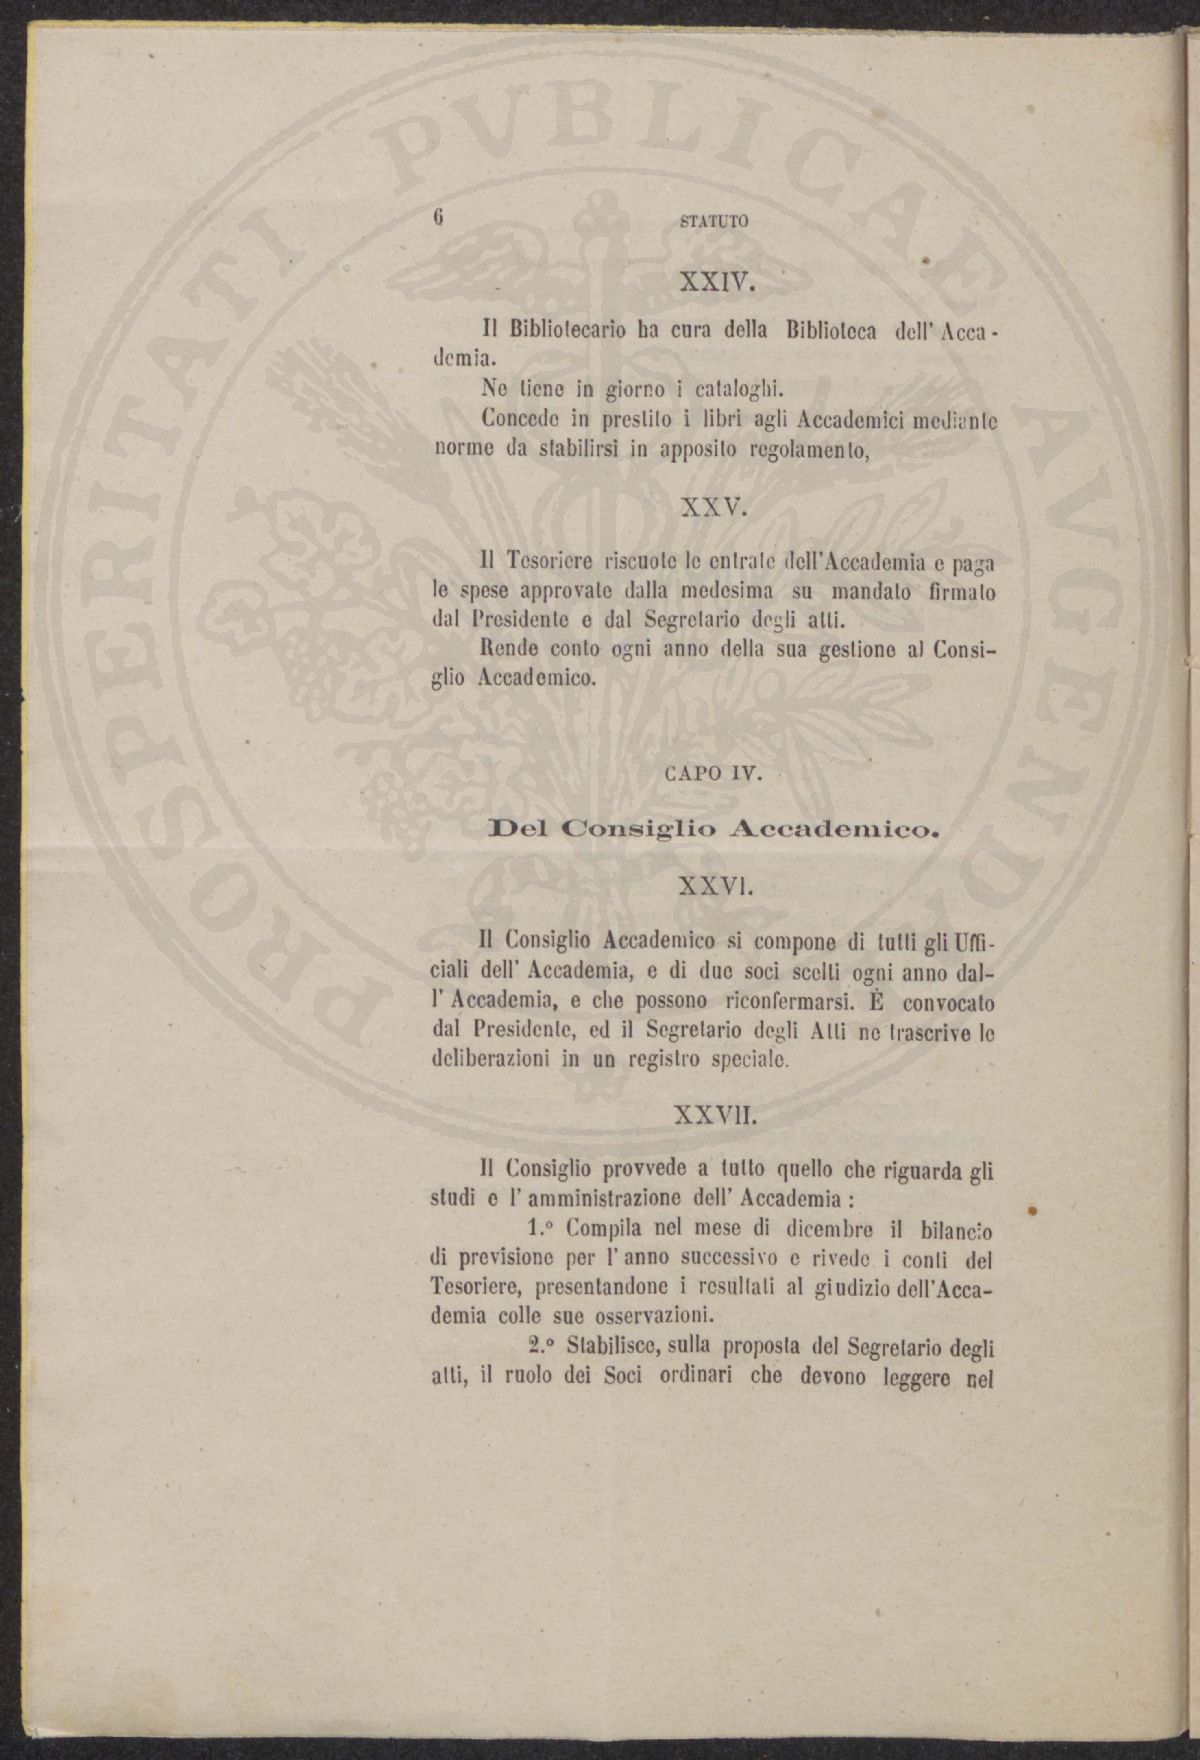 6
STATUTO
XXIV.
Il Bibliotecario ha cura della Biblioteca dell' Acca-
demia.
Ne tiene in giorno i cataloghi.
Concede in prestito i libri agli Accademici mediante
norme da stabilirsi in apposito regolamento,
XXV.
Il Tesoriere riscuote le entrate dell'Accademia e paga
le spese approvate dalla medesima su mandato firmato
dal Presidente e dal Segretario degli atti.
Rende conto ogni anno della sua gestione al Consi-
glio Accademico.
CAPO IV.
Del Consiglio Accademico.
XXVI.
Il Consiglio Accademico si compone di tutti gli Uffi-
ciali dell' Accademia, e di due soci scelti ogni anno dal-
l' Accademia, e che possono riconfermarsi. È convocato
dal Presidente, ed il Segretario degli Atti ne trascrive le
deliberazioni in un registro speciale.
XXVII.
Il Consiglio provvede a tutto quello che riguarda gli
studi e l' amministrazione dell' Accademia :
1.º Compila nel mese di dicembre il bilancio
di previsione per l' anno successivo e rivede i conti del
Tesoriere, presentandone i resultati al giudizio dell'Acca-
demia colle sue osservazioni.
2.º Stabilisce, sulla proposta del Segretario degli
atti, il ruolo dei Soci ordinari che devono leggere nel
PROSPERITATI PVBLICAE AVGENDAE